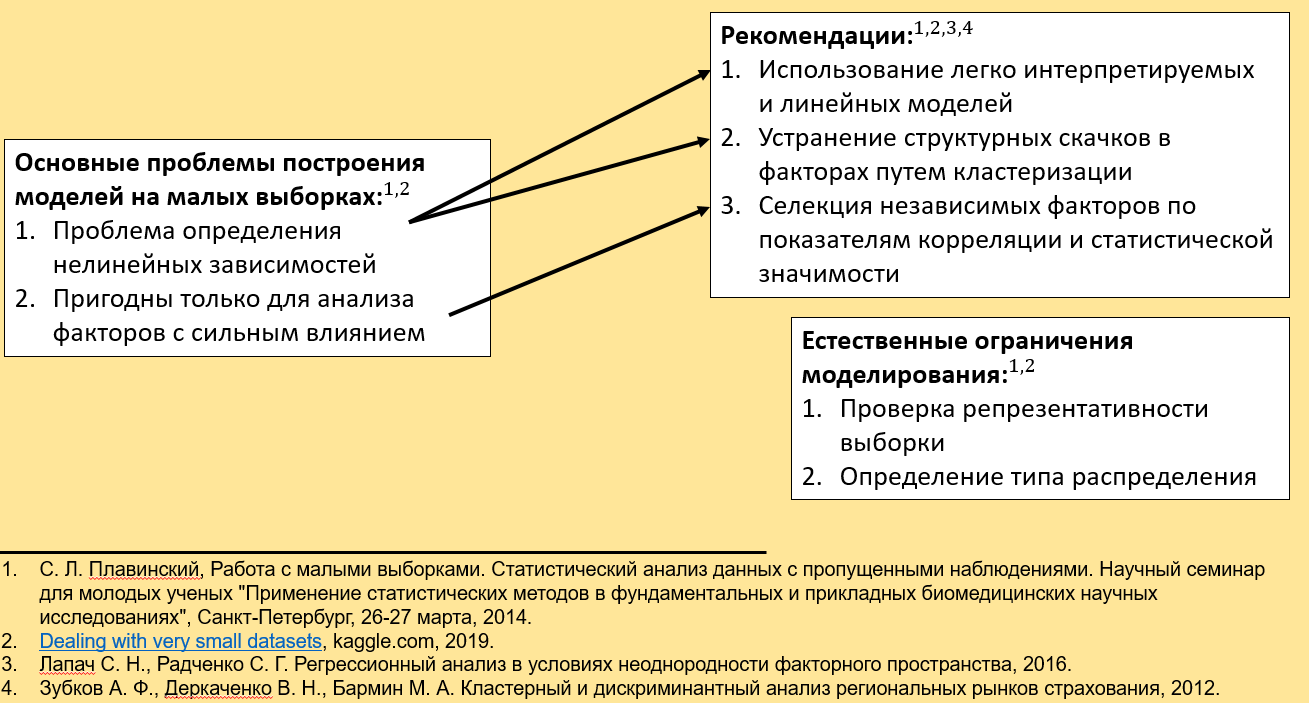 Основные проблемы построения
моделей на малых выборках:1,2
1. Проблема определения
нелинейных зависимостей
2. Пригодны только для анализа
факторов с сильным влиянием
Рекомендации:1,2,3,4
1. Использование легко интерпретируемых
и линейных моделей
2. Устранение структурных скачков в
факторах путем кластеризации
3. Селекция независимых факторов по
показателям корреляции и статистической
значимости
Естественные ограничения
моделирования:1,2
1. Проверка репрезентативности
выборки
2. Определение типа распределения
1. С. Л. Плавинский, Работа с малыми выборками. Статистический анализ данных с пропущенными наблюдениями. Научный семинар
для молодых ученых "Применение статистических методов в фундаментальных и прикладных биомедицинских научных
исследованиях", Санкт-Петербург, 26-27 марта, 2014.
2. Dealing with very small datasets, kaggle.com, 2019.
3. Лапач С. Н., Радченко С. Г. Регрессионный анализ в условиях неоднородности факторного пространства, 2016.
4. Зубков А. Ф., Деркаченко В. Н., Бармин М. А. Кластерный и дискриминантный анализ региональных рынков страхования, 2012.